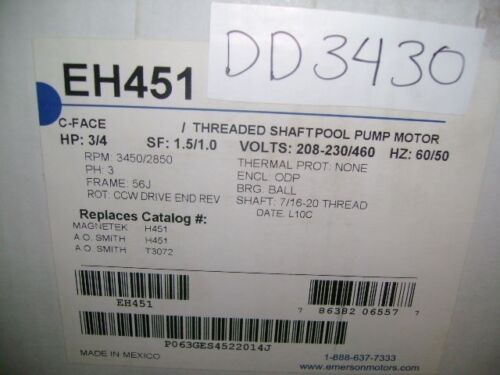 DD3430
EH451
C-FACE / THREADED SHAFT POOL PUMP MOTOR
HP: 3/4 SF: 1.5/1.0 VOLTS: 208-230/460 HZ: 60/50
RPM: 3450/2850 THERMAL PROT: NONE
PH: 3 ENCL: ODP
FRAME: 56J BRG: BALL
ROT: CCW DRIVE END REV SHAFT: 7/16-20 THREAD
DATE: L10C
Replaces Catalog #:
MAGNETEK H451
A.O. SMITH H451
A.O. SMITH T3072
EH451
7 86382 06557 7
P063GES4522014J
MADE IN MEXICO
1-888-637-7333
www.emersonmotors.com